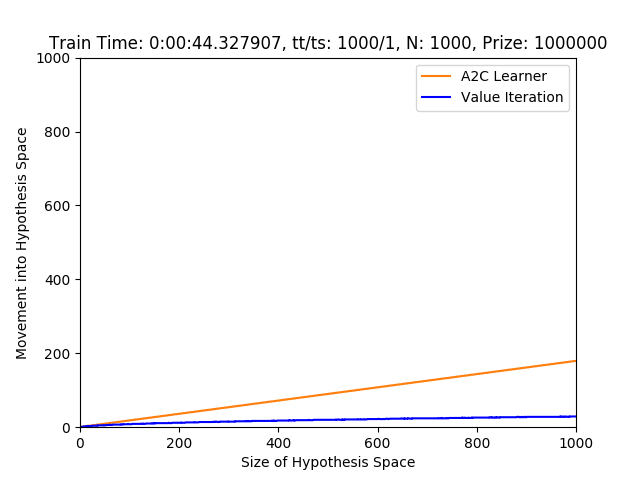 Train Time: 0:00:44.327907, tt/ts: 1000/1, N: 1000, Prize: 1000000
A2C Learner
Value Iteration
Movement into Hypothesis Space
1000
800
600
400
200
0
0 200 400 600 800 1000
Size of Hypothesis Space